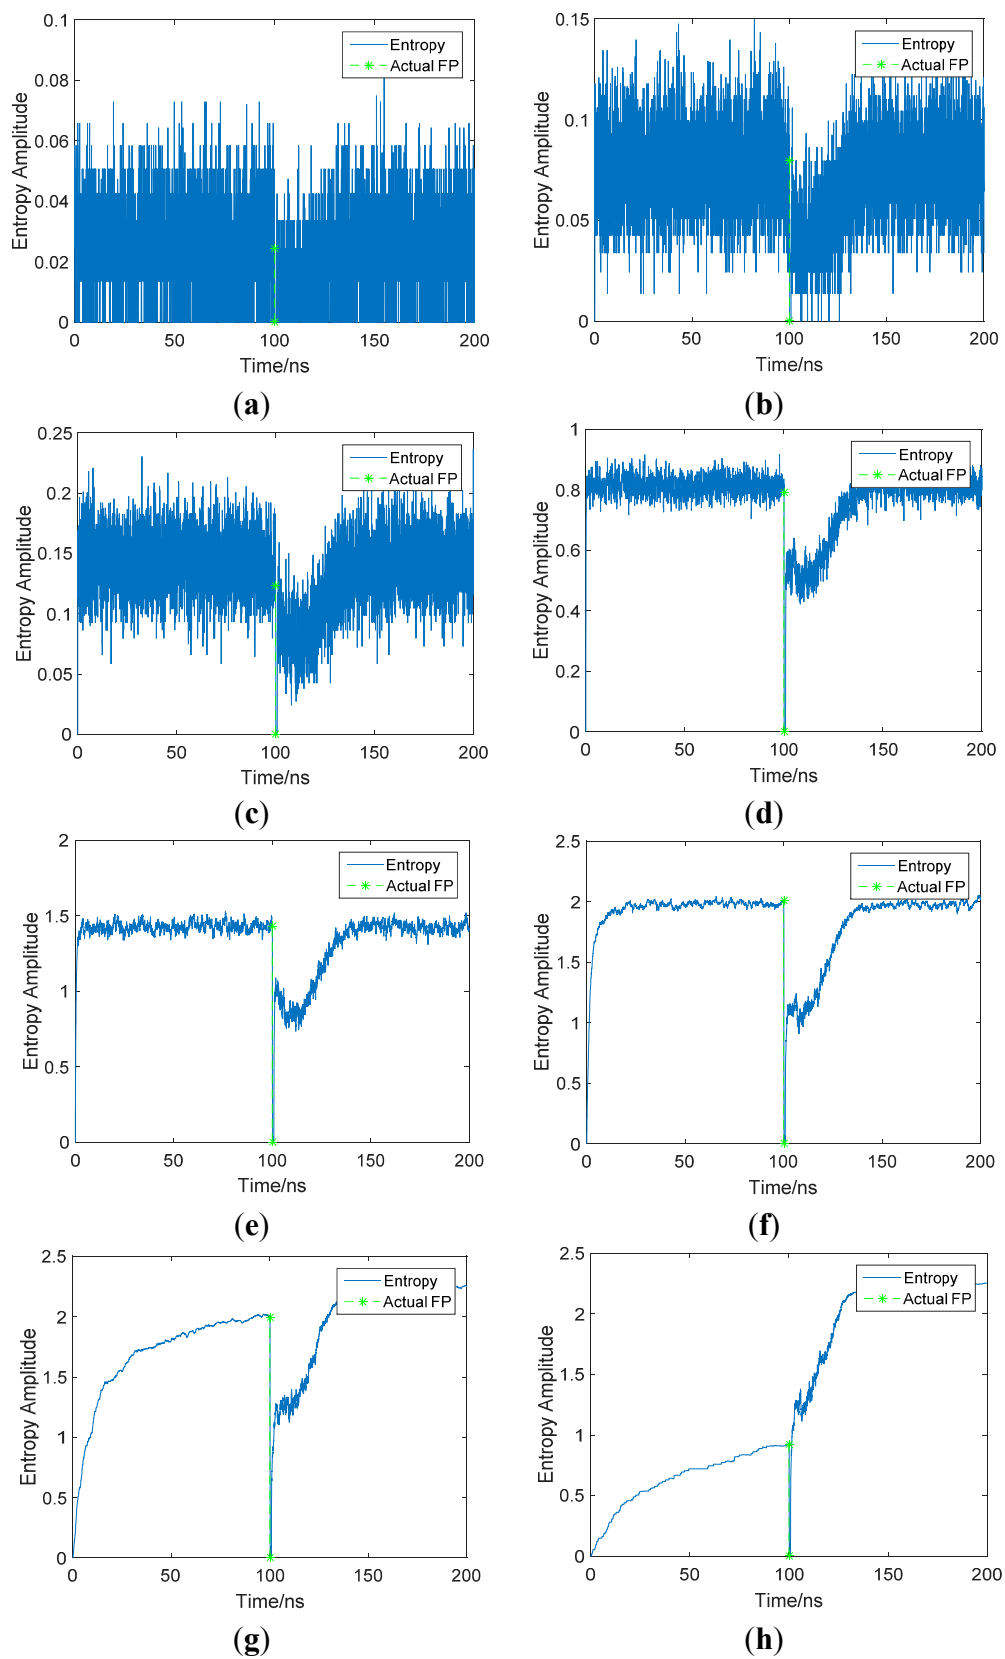 0.1
0.08
0.06
0.04
0.02
0
Entropy Amplitude
Entropy
Actual FP
0 50 100 150 200
Time/ns
(a)
0.15
0.1
0.05
0
Entropy Amplitude
Entropy
Actual FP
0 50 100 150 200
Time/ns
(b)
0.25
0.2
0.15
0.1
0.05
0
Entropy Amplitude
Entropy
Actual FP
0 50 100 150 200
Time/ns
(c)
1
0.8
0.6
0.4
0.2
0
Entropy Amplitude
Entropy
Actual FP
0 50 100 150 200
Time/ns
(d)
2
1.5
1
0.5
0
Entropy Amplitude
Entropy
Actual FP
0 50 100 150 200
Time/ns
(e)
2.5
2
1.5
1
0.5
0
Entropy Amplitude
Entropy
Actual FP
0 50 100 150 200
Time/ns
(f)
2.5
2
1.5
1
0.5
0
Entropy Amplitude
Entropy
Actual FP
0 50 100 150 200
Time/ns
(g)
2.5
2
1.5
1
0.5
0
Entropy Amplitude
Entropy
Actual FP
0 50 100 150 200
Time/ns
(h)